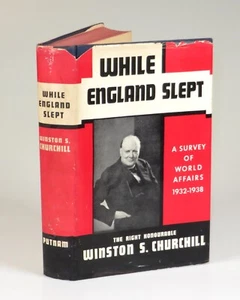 WHILE
ENGLAND
SLEPT
WINSTON S.
CHURCHILL
PUTNAM
WHILE
ENGLAND SLEPT
A SURVEY
OF
WORLD
AFFAIRS
1932-1938
THE RIGHT HONOURABLE
WINSTON S. CHURCHILL